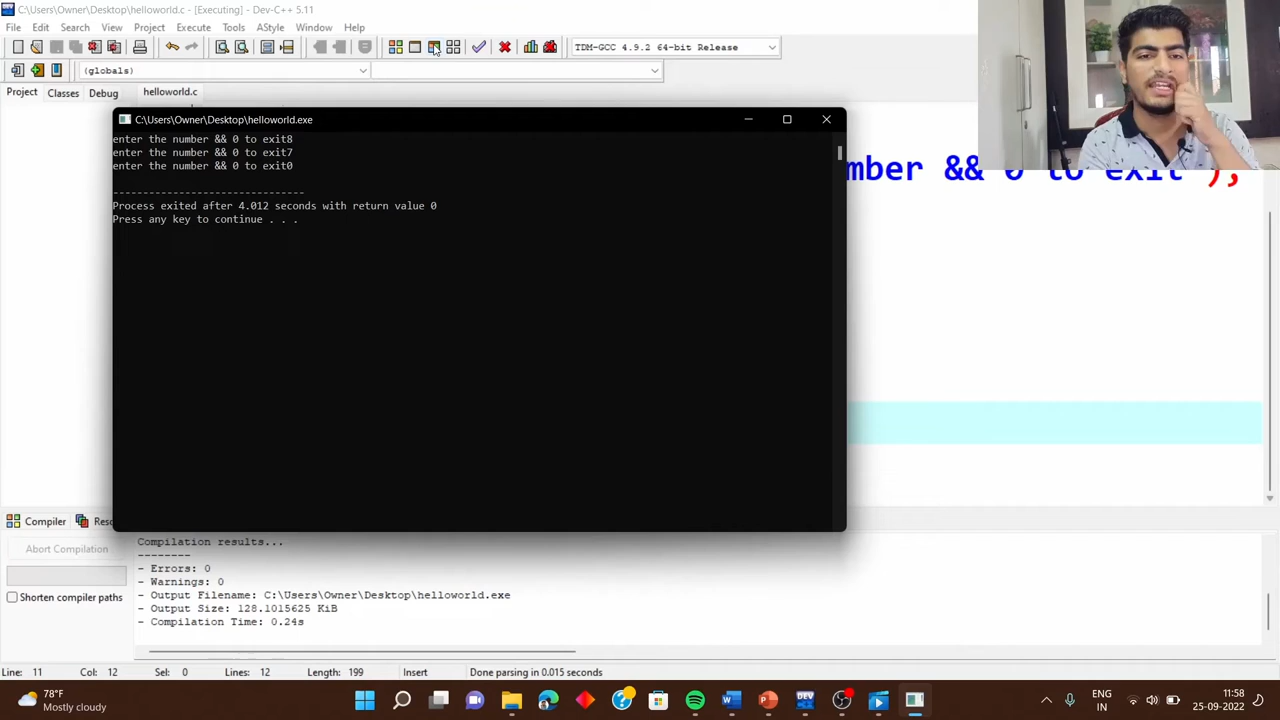 C:\Users\Owner\Desktop\helloworld.c - [Executing] - Dev-C++ 5.11
File Edit Search View Project Execute Tools AStyle Window Help
TDM-GCC 4.9.2 64-bit Release
(globals)
Project Classes Debug helloworld.c
C:\Users\Owner\Desktop\helloworld.exe
enter the number && 0 to exit8
enter the number && 0 to exit7
enter the number && 0 to exit0
--------------------------------
Process exited after 4.012 seconds with return value 0
Press any key to continue . . .
mber && 0 to exit");
Compiler Reso
Abort Compilation
Shorten compiler paths
Compilation results...
--------
- Errors: 0
- Warnings: 0
- Output Filename: C:\Users\Owner\Desktop\helloworld.exe
- Output Size: 128.1015625 KiB
- Compilation Time: 0.24s
Line: 11 Col: 12 Sel: 0 Lines: 12 Length: 199 Insert Done parsing in 0.015 seconds
78°F
Mostly cloudy
DEV
ENG
IN
11:58
25-09-2022